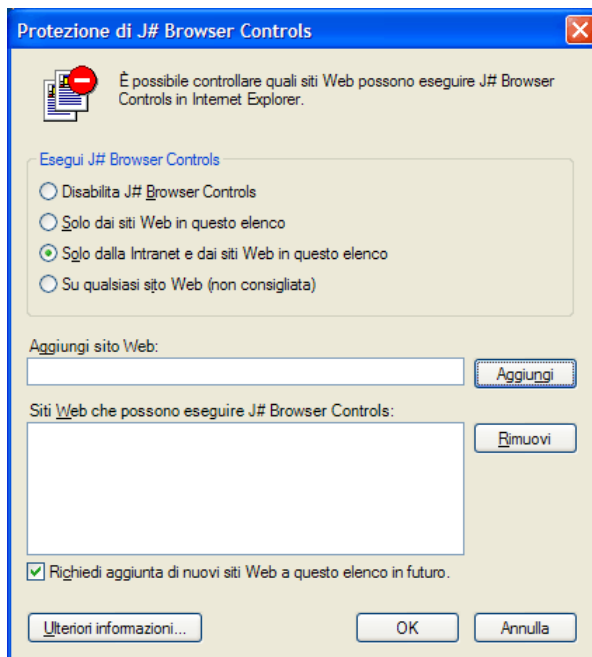 Protezione di J# Browser Controls
È possibile controllare quali siti Web possono eseguire J# Browser
Controls in Internet Explorer.
Esegui J# Browser Controls
Disabilita J# Browser Controls
Solo dai siti Web in questo elenco
Solo dalla Intranet e dai siti Web in questo elenco
Su qualsiasi sito Web (non consigliata)
Aggiungi sito Web:
Aggiungi
Siti Web che possono eseguire J# Browser Controls:
Rimuovi
Richiedi aggiunta di nuovi siti Web a questo elenco in futuro.
Ulteriori informazioni...
OK
Annulla